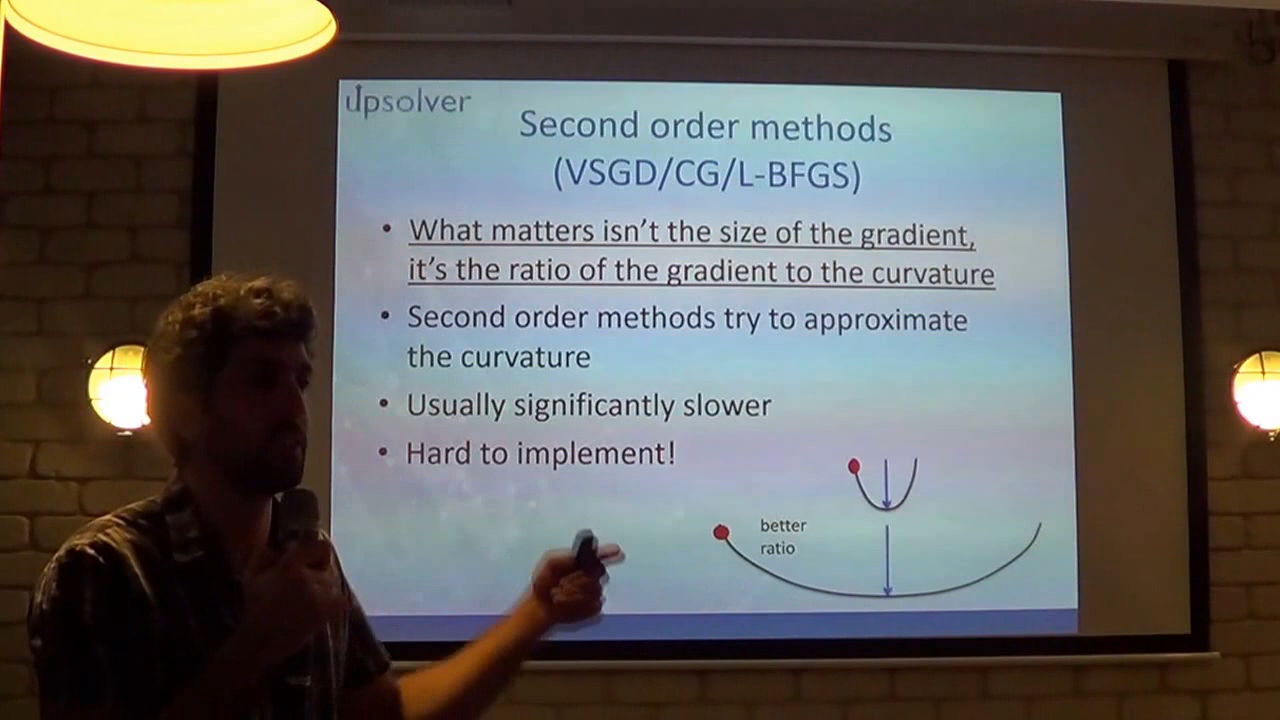 Upsolver
Second order methods
(VSGD/CG/L-BFGS)
• What matters isn't the size of the gradient,
it's the ratio of the gradient to the curvature
• Second order methods try to approximate
the curvature
• Usually significantly slower
• Hard to implement!
better
ratio